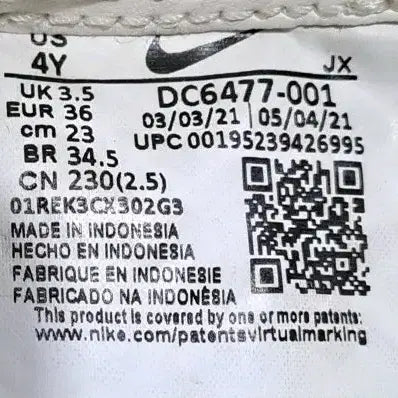 US
4Y
JX
UK 3.5
EUR 36
cm 23
BR 34.5
CN 230(2.5)
DC6477-001
03/03/21 05/04/21
UPC 00195239426995
01REK3CX302G3
MADE IN INDONESIA
HECHO EN INDONESIA
FABRIQUE EN INDONESIE
FABRICADO NA INDONÉSIA
This product is covered by one or more patents:
www.nike.com/patentsvirtualmarking